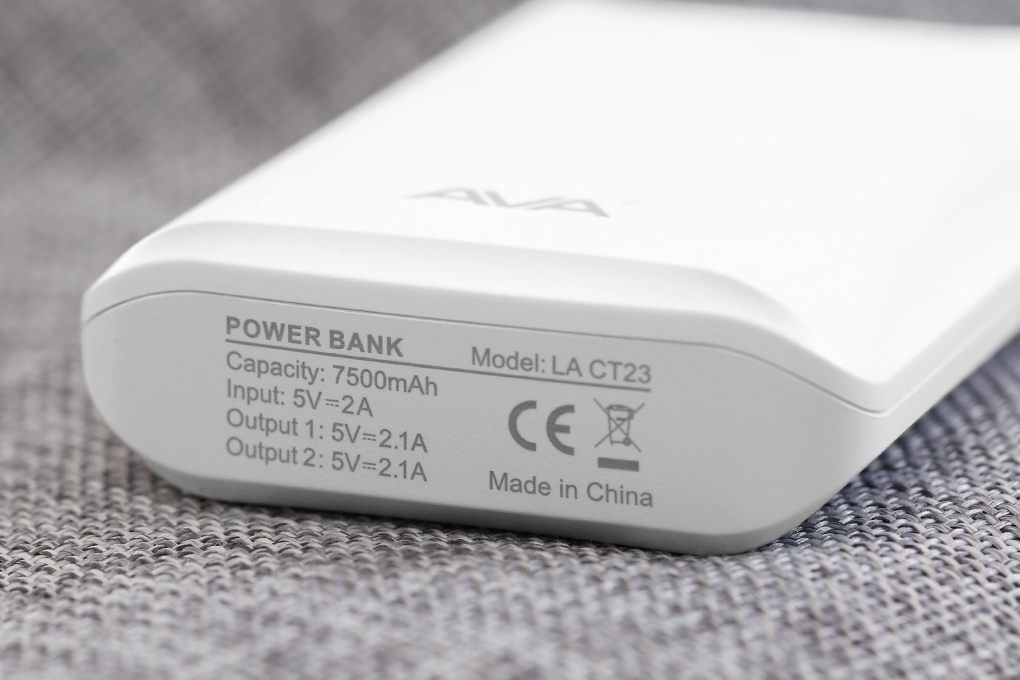 AVA
POWER BANK
Model: LA CT23
Capacity: 7500mAh
Input: 5V⎓2A
Output 1: 5V⎓2.1A
Output 2: 5V⎓2.1A
CE
Made in China